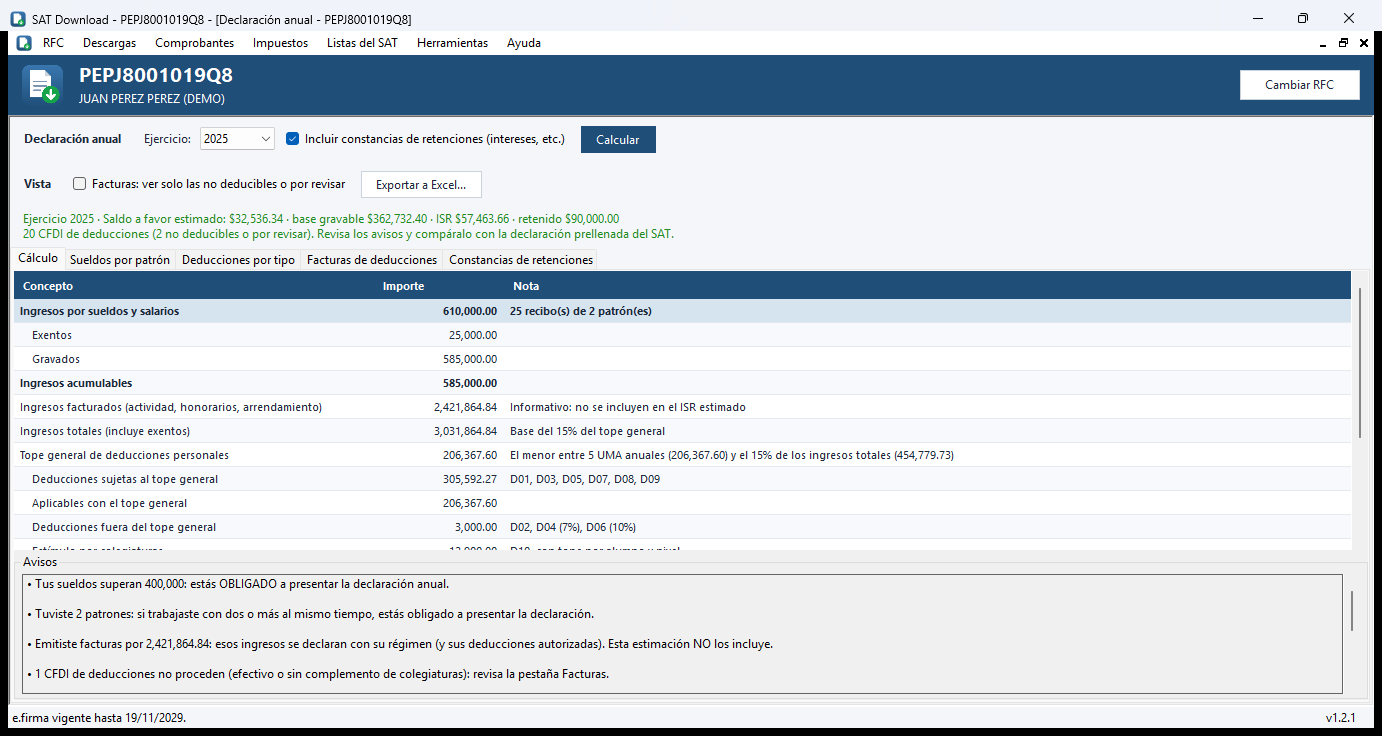 SAT Download - PEPJ8001019Q8 - [Declaración anual - PEPJ8001019Q8]
RFC Descargas Comprobantes Impuestos Listas del SAT Herramientas Ayuda
PEPJ8001019Q8
JUAN PEREZ PEREZ (DEMO)
Cambiar RFC
Declaración anual Ejercicio: 2025 Incluir constancias de retenciones (intereses, etc.) Calcular
Vista Facturas: ver solo las no deducibles o por revisar Exportar a Excel...
Ejercicio 2025 · Saldo a favor estimado: $32,536.34 · base gravable $362,732.40 · ISR $57,463.66 · retenido $90,000.00
20 CFDI de deducciones (2 no deducibles o por revisar). Revisa los avisos y compáralo con la declaración prellenada del SAT.
Cálculo Sueldos por patrón Deducciones por tipo Facturas de deducciones Constancias de retenciones
Concepto Importe Nota
Ingresos por sueldos y salarios 610,000.00 25 recibo(s) de 2 patrón(es)
Exentos 25,000.00
Gravados 585,000.00
Ingresos acumulables 585,000.00
Ingresos facturados (actividad, honorarios, arrendamiento) 2,421,864.84 Informativo: no se incluyen en el ISR estimado
Ingresos totales (incluye exentos) 3,031,864.84 Base del 15% del tope general
Tope general de deducciones personales 206,367.60 El menor entre 5 UMA anuales (206,367.60) y el 15% de los ingresos totales (454,779.73)
Deducciones sujetas al tope general 305,592.27 D01, D03, D05, D07, D08, D09
Aplicables con el tope general 206,367.60
Deducciones fuera del tope general 3,000.00 D02, D04 (7%), D06 (10%)
Avisos
• Tus sueldos superan 400,000: estás OBLIGADO a presentar la declaración anual.
• Tuviste 2 patrones: si trabajaste con dos o más al mismo tiempo, estás obligado a presentar la declaración.
• Emitiste facturas por 2,421,864.84: esos ingresos se declaran con su régimen (y sus deducciones autorizadas). Esta estimación NO los incluye.
• 1 CFDI de deducciones no proceden (efectivo o sin complemento de colegiaturas): revisa la pestaña Facturas.
e.firma vigente hasta 19/11/2029. v1.2.1